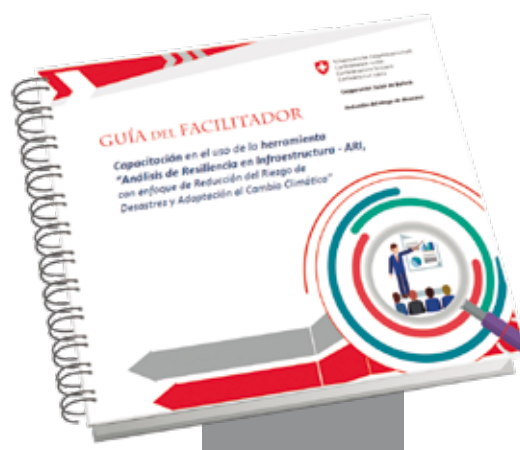 Cooperación Suiza en Bolivia
GUÍA DEL FACILITADOR
Capacitación en el uso de la herramienta
"Análisis de Resiliencia en Infraestructura - ARI,
con enfoque de Reducción del Riesgo de
Desastres y Adaptación al Cambio Climático"